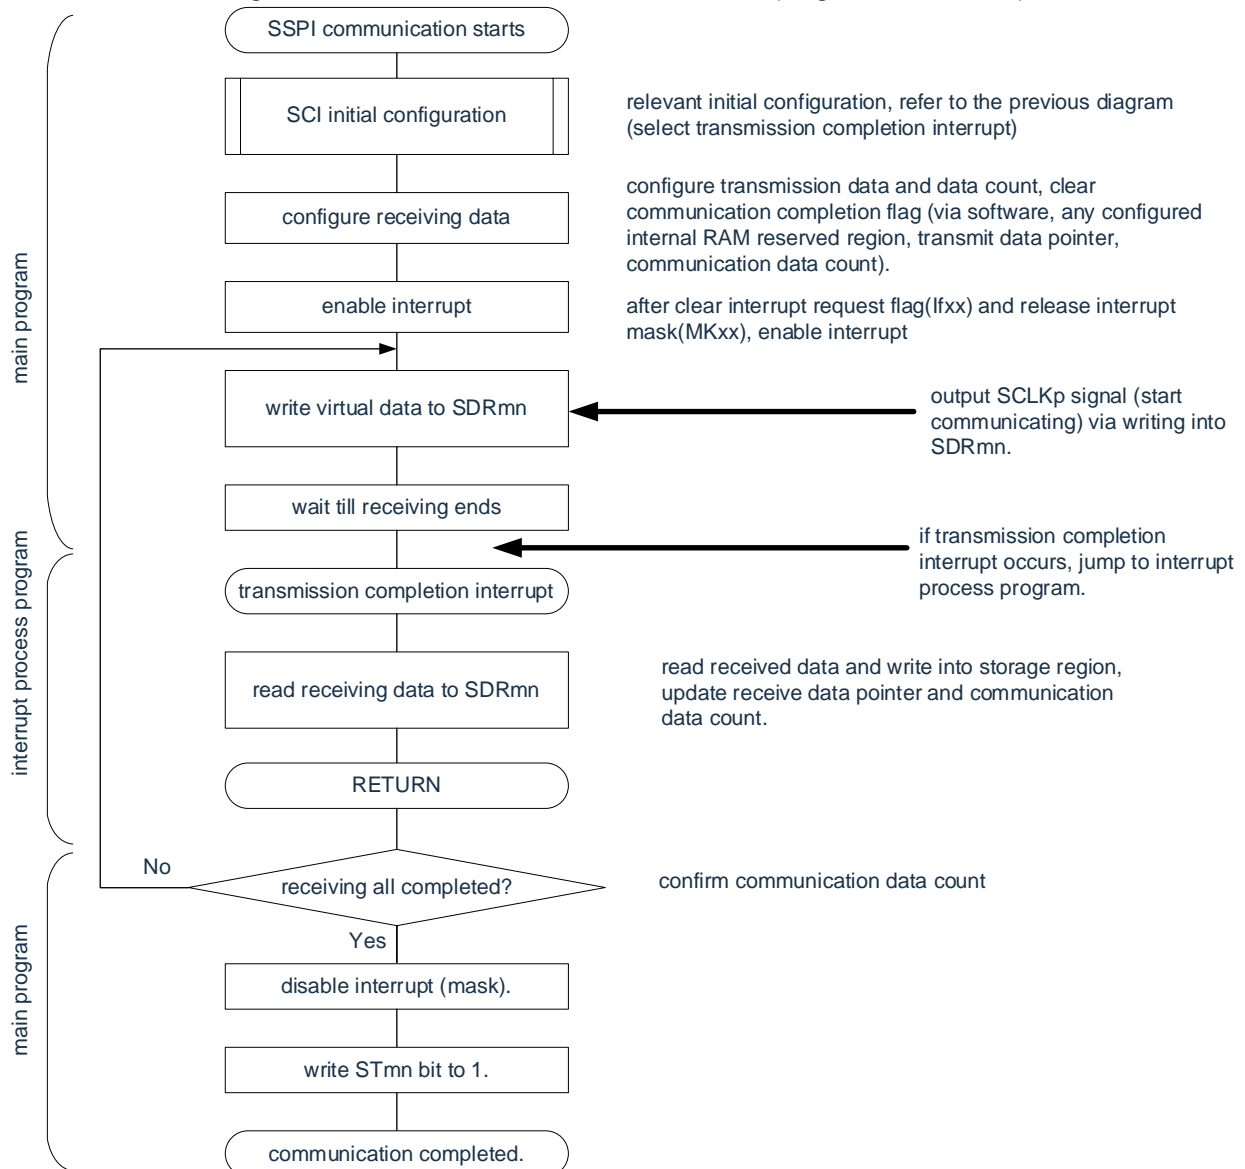 SSPI communication starts
SCI initial configuration
relevant initial configuration, refer to the previous diagram
(select transmission completion interrupt)
configure receiving data
configure transmission data and data count, clear
communication completion flag (via software, any configured
internal RAM reserved region, transmit data pointer,
communication data count).
enable interrupt
after clear interrupt request flag(Ifxx) and release interrupt
mask(MKxx), enable interrupt
main program
write virtual data to SDRmn
output SCLKp signal (start
communicating) via writing into
SDRmn.
wait till receiving ends
if transmission completion
interrupt occurs, jump to interrupt
process program.
transmission completion interrupt
interrupt process program
read receiving data to SDRmn
read received data and write into storage region,
update receive data pointer and communication
data count.
RETURN
No
receiving all completed?
confirm communication data count
Yes
main program
disable interrupt (mask).
write STmn bit to 1.
communication completed.